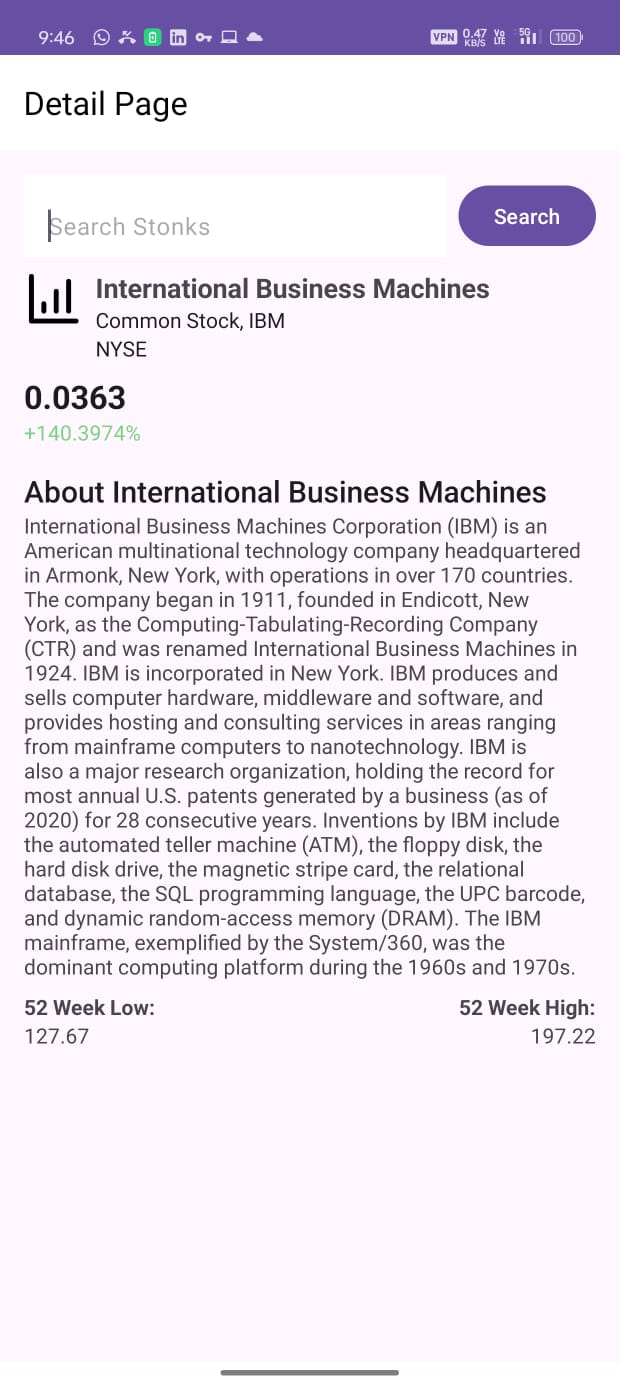 9:46
VPN 0.47 KB/S Vo LTE 5G 100
Detail Page
Search Stonks
Search
International Business Machines
Common Stock, IBM
NYSE
0.0363
+140.3974%
About International Business Machines
International Business Machines Corporation (IBM) is an
American multinational technology company headquartered
in Armonk, New York, with operations in over 170 countries.
The company began in 1911, founded in Endicott, New
York, as the Computing-Tabulating-Recording Company
(CTR) and was renamed International Business Machines in
1924. IBM is incorporated in New York. IBM produces and
sells computer hardware, middleware and software, and
provides hosting and consulting services in areas ranging
from mainframe computers to nanotechnology. IBM is
also a major research organization, holding the record for
most annual U.S. patents generated by a business (as of
2020) for 28 consecutive years. Inventions by IBM include
the automated teller machine (ATM), the floppy disk, the
hard disk drive, the magnetic stripe card, the relational
database, the SQL programming language, the UPC barcode,
and dynamic random-access memory (DRAM). The IBM
mainframe, exemplified by the System/360, was the
dominant computing platform during the 1960s and 1970s.
52 Week Low:
127.67
52 Week High:
197.22